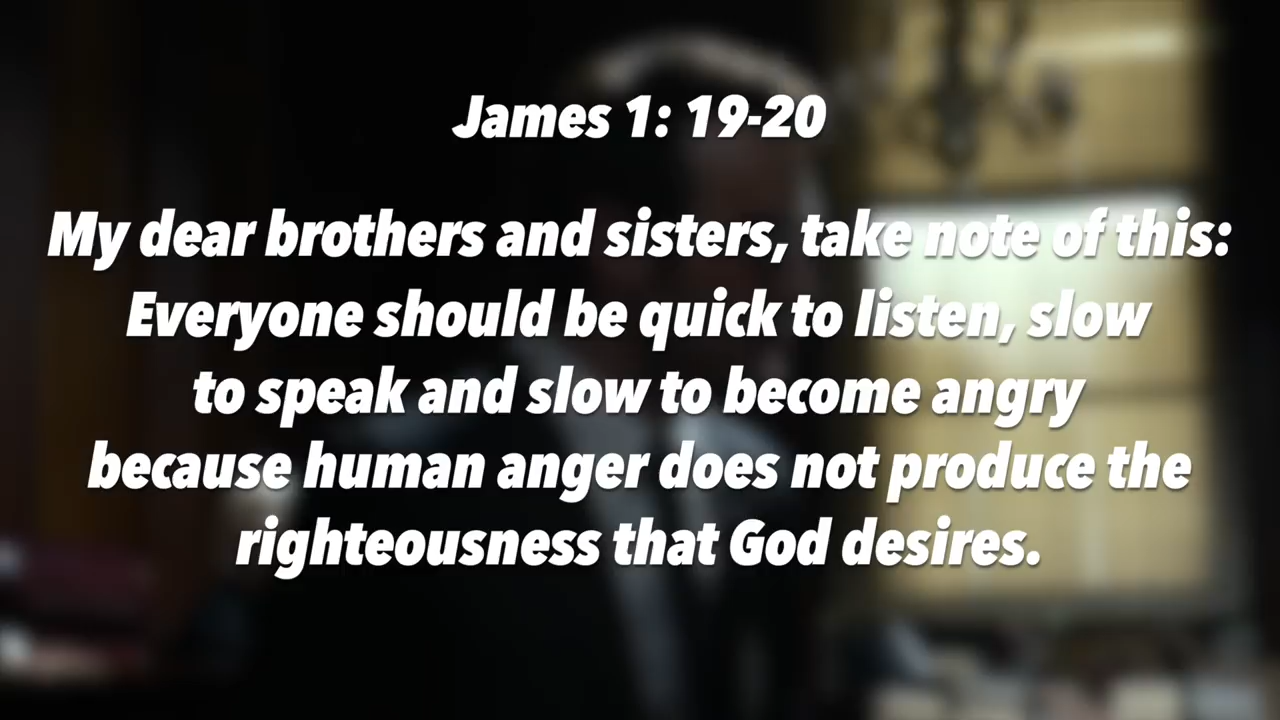 James 1: 19-20
My dear brothers and sisters, take note of this:
Everyone should be quick to listen, slow
to speak and slow to become angry
because human anger does not produce the
righteousness that God desires.